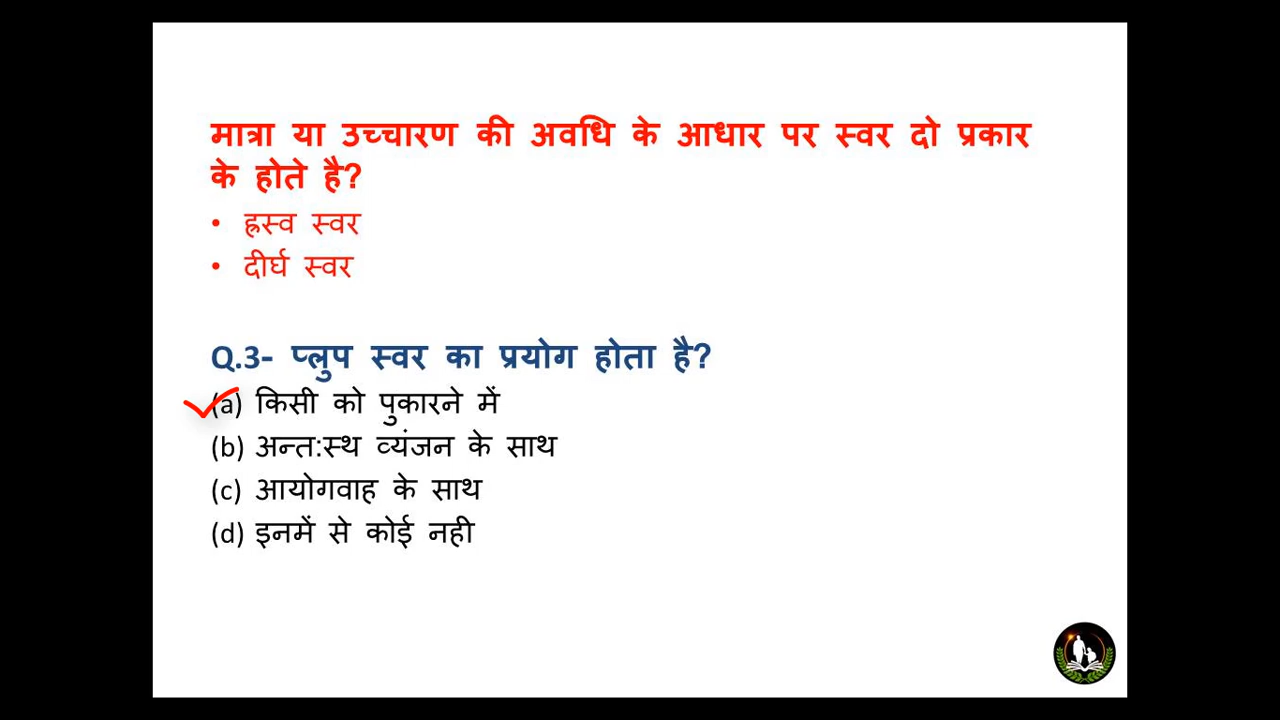 मात्रा या उच्चारण की अवधि के आधार पर स्वर दो प्रकार
के होते है?
• ह्रस्व स्वर
• दीर्घ स्वर
Q.3- प्लुप स्वर का प्रयोग होता है?
(a) किसी को पुकारने में
(b) अन्त:स्थ व्यंजन के साथ
(c) आयोगवाह के साथ
(d) इनमें से कोई नही